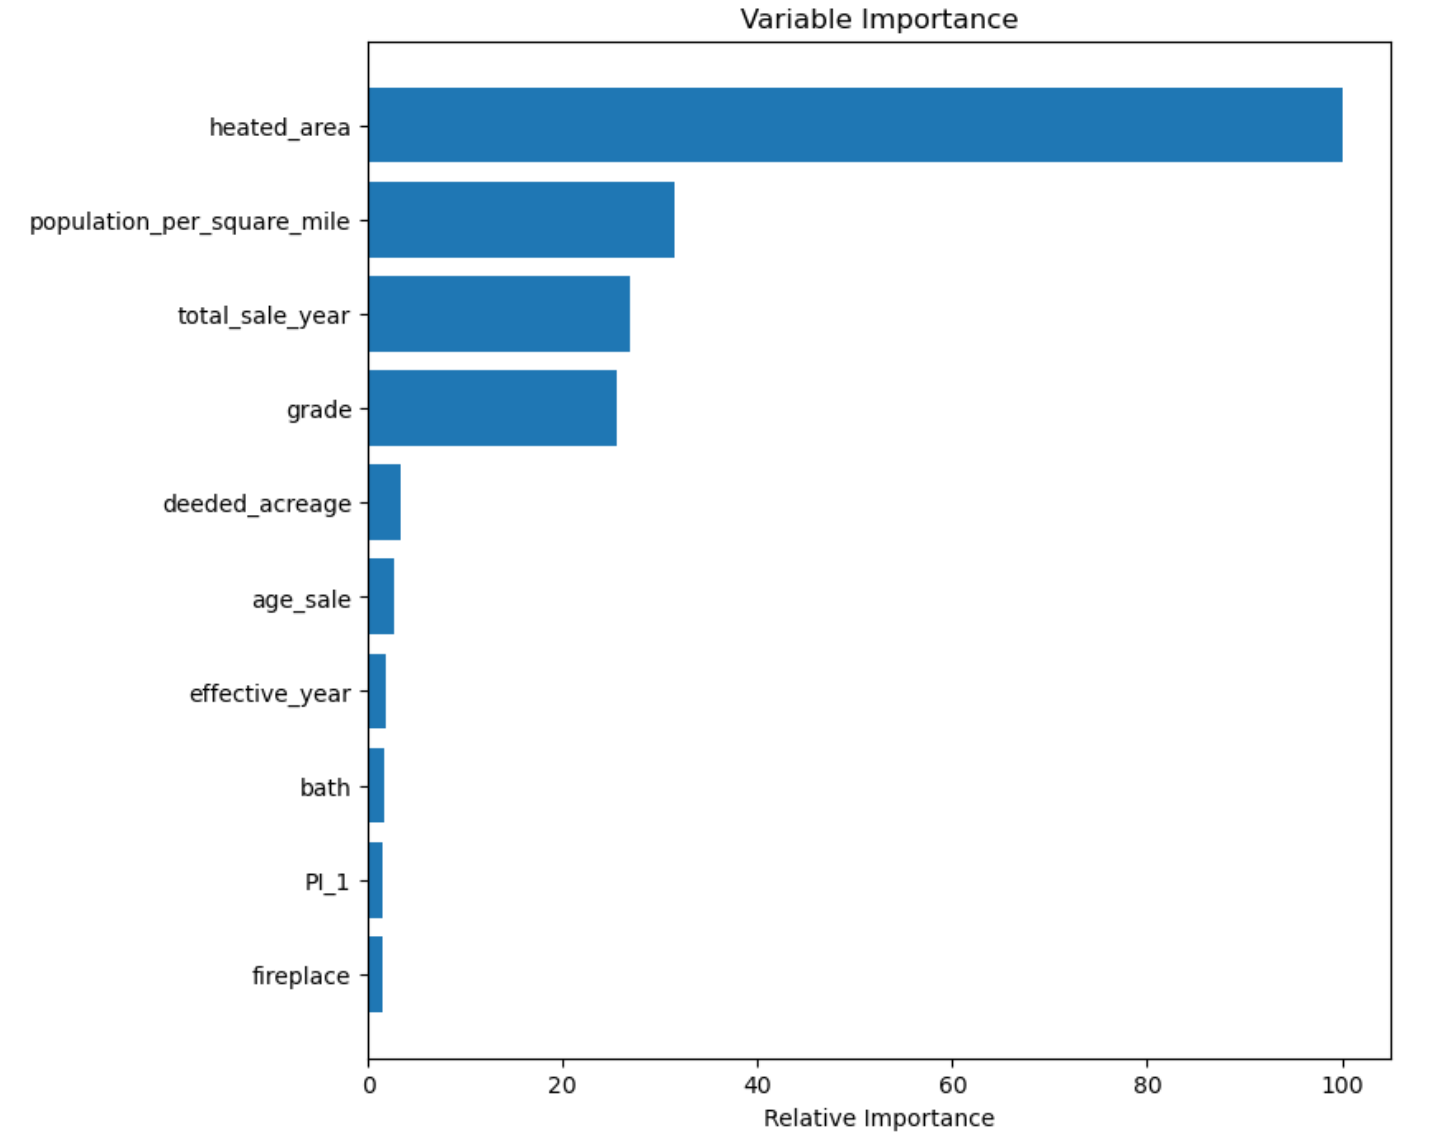 Variable Importance
heated_area
population_per_square_mile
total_sale_year
grade
deeded_acreage
age_sale
effective_year
bath
PI_1
fireplace
0 20 40 60 80 100
Relative Importance